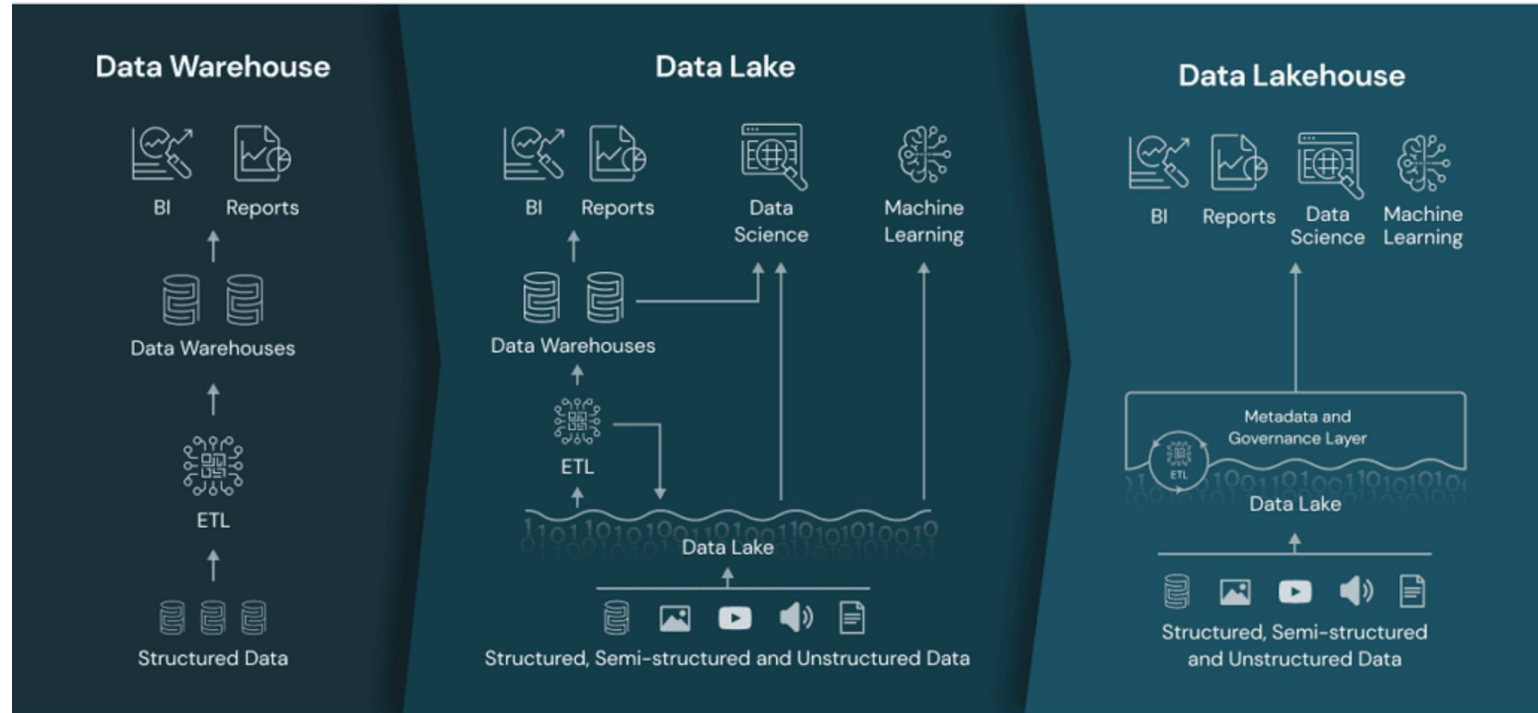 Data Warehouse
BI
Reports
Data Warehouses
ETL
Structured Data
Data Lake
BI
Reports
Data
Science
Machine
Learning
Data Warehouses
ETL
Data Lake
Structured, Semi-structured and Unstructured Data
Data Lakehouse
BI
Reports
Data
Science
Machine
Learning
Metadata and
Governance Layer
ETL
Data Lake
Structured, Semi-structured
and Unstructured Data